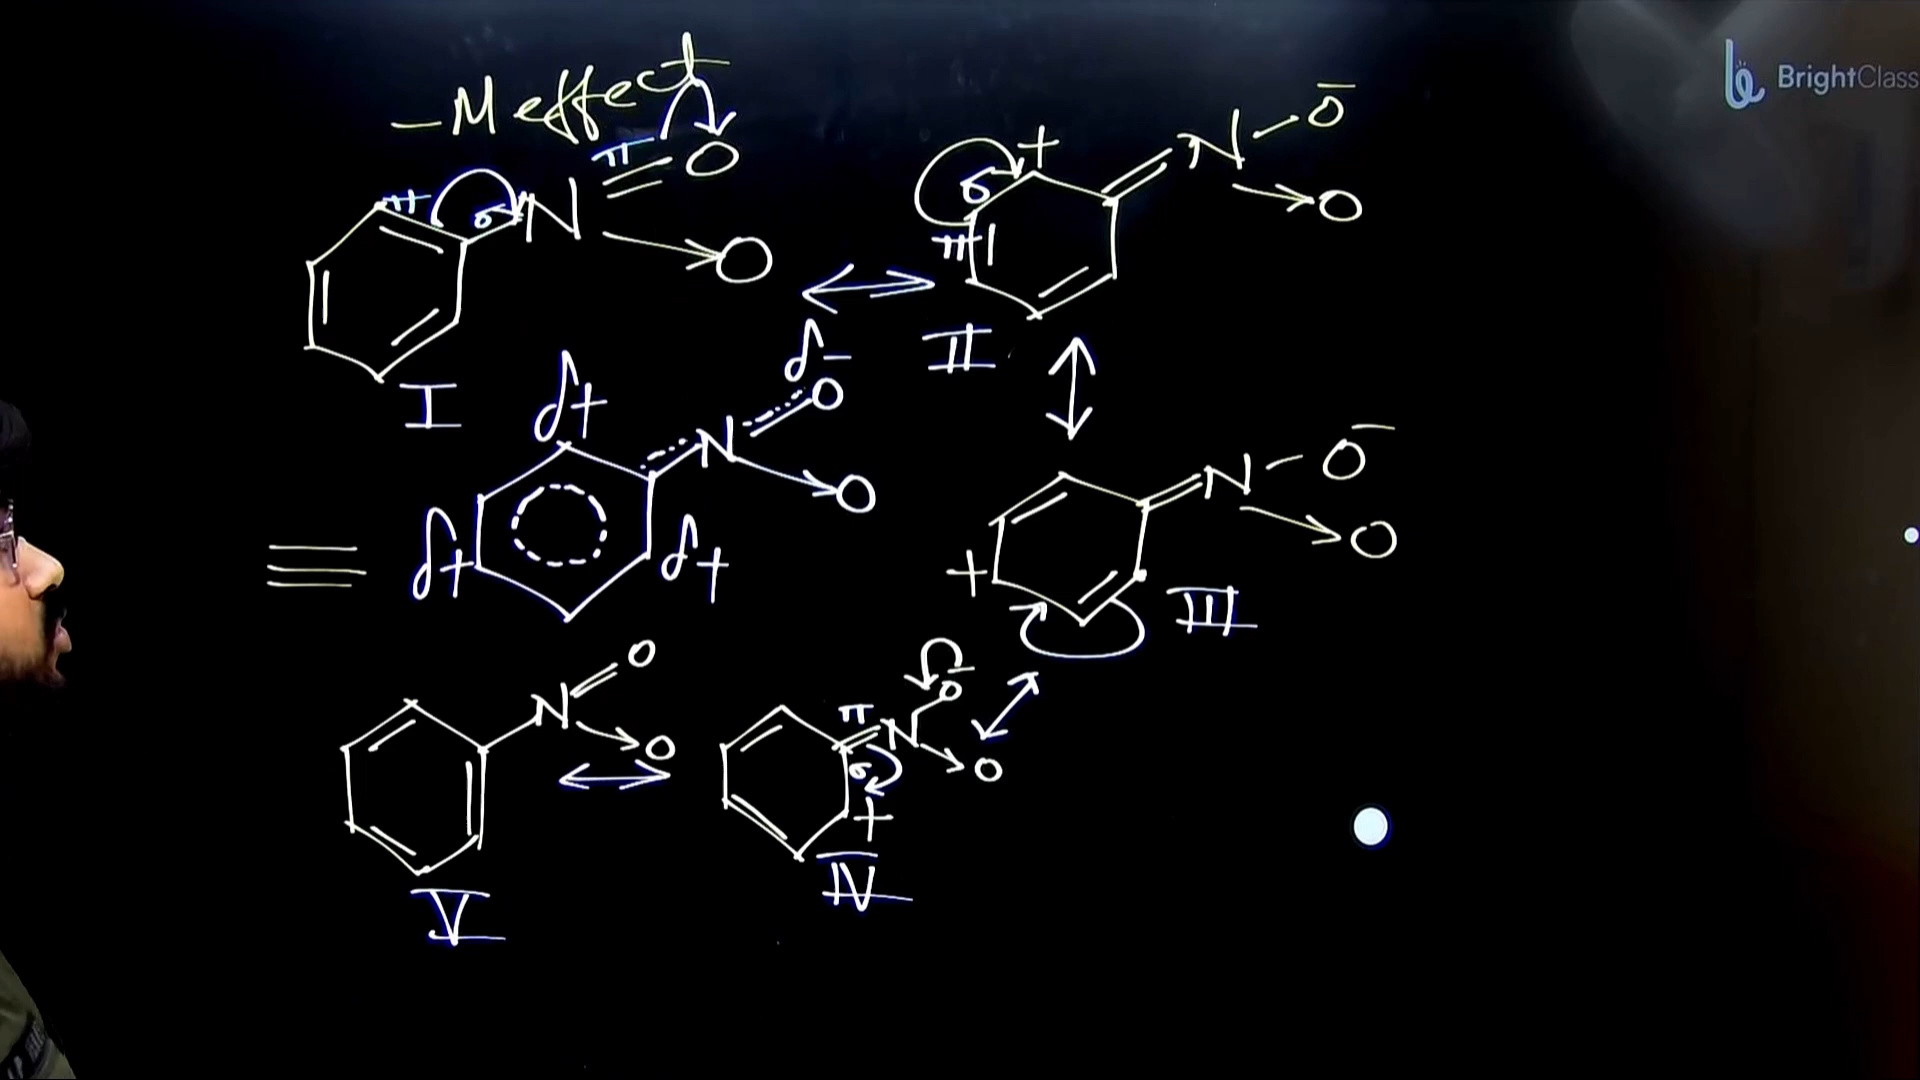 BrightClass
-M effect
π O
π σ N
O
I
+ N - O⁻
σ
π
O
II
δ-
O
δ+
N
O
δ+ δ+
N - O⁻
O
+
III
O
N
O
V
O⁻
π N
σ O
+
IV